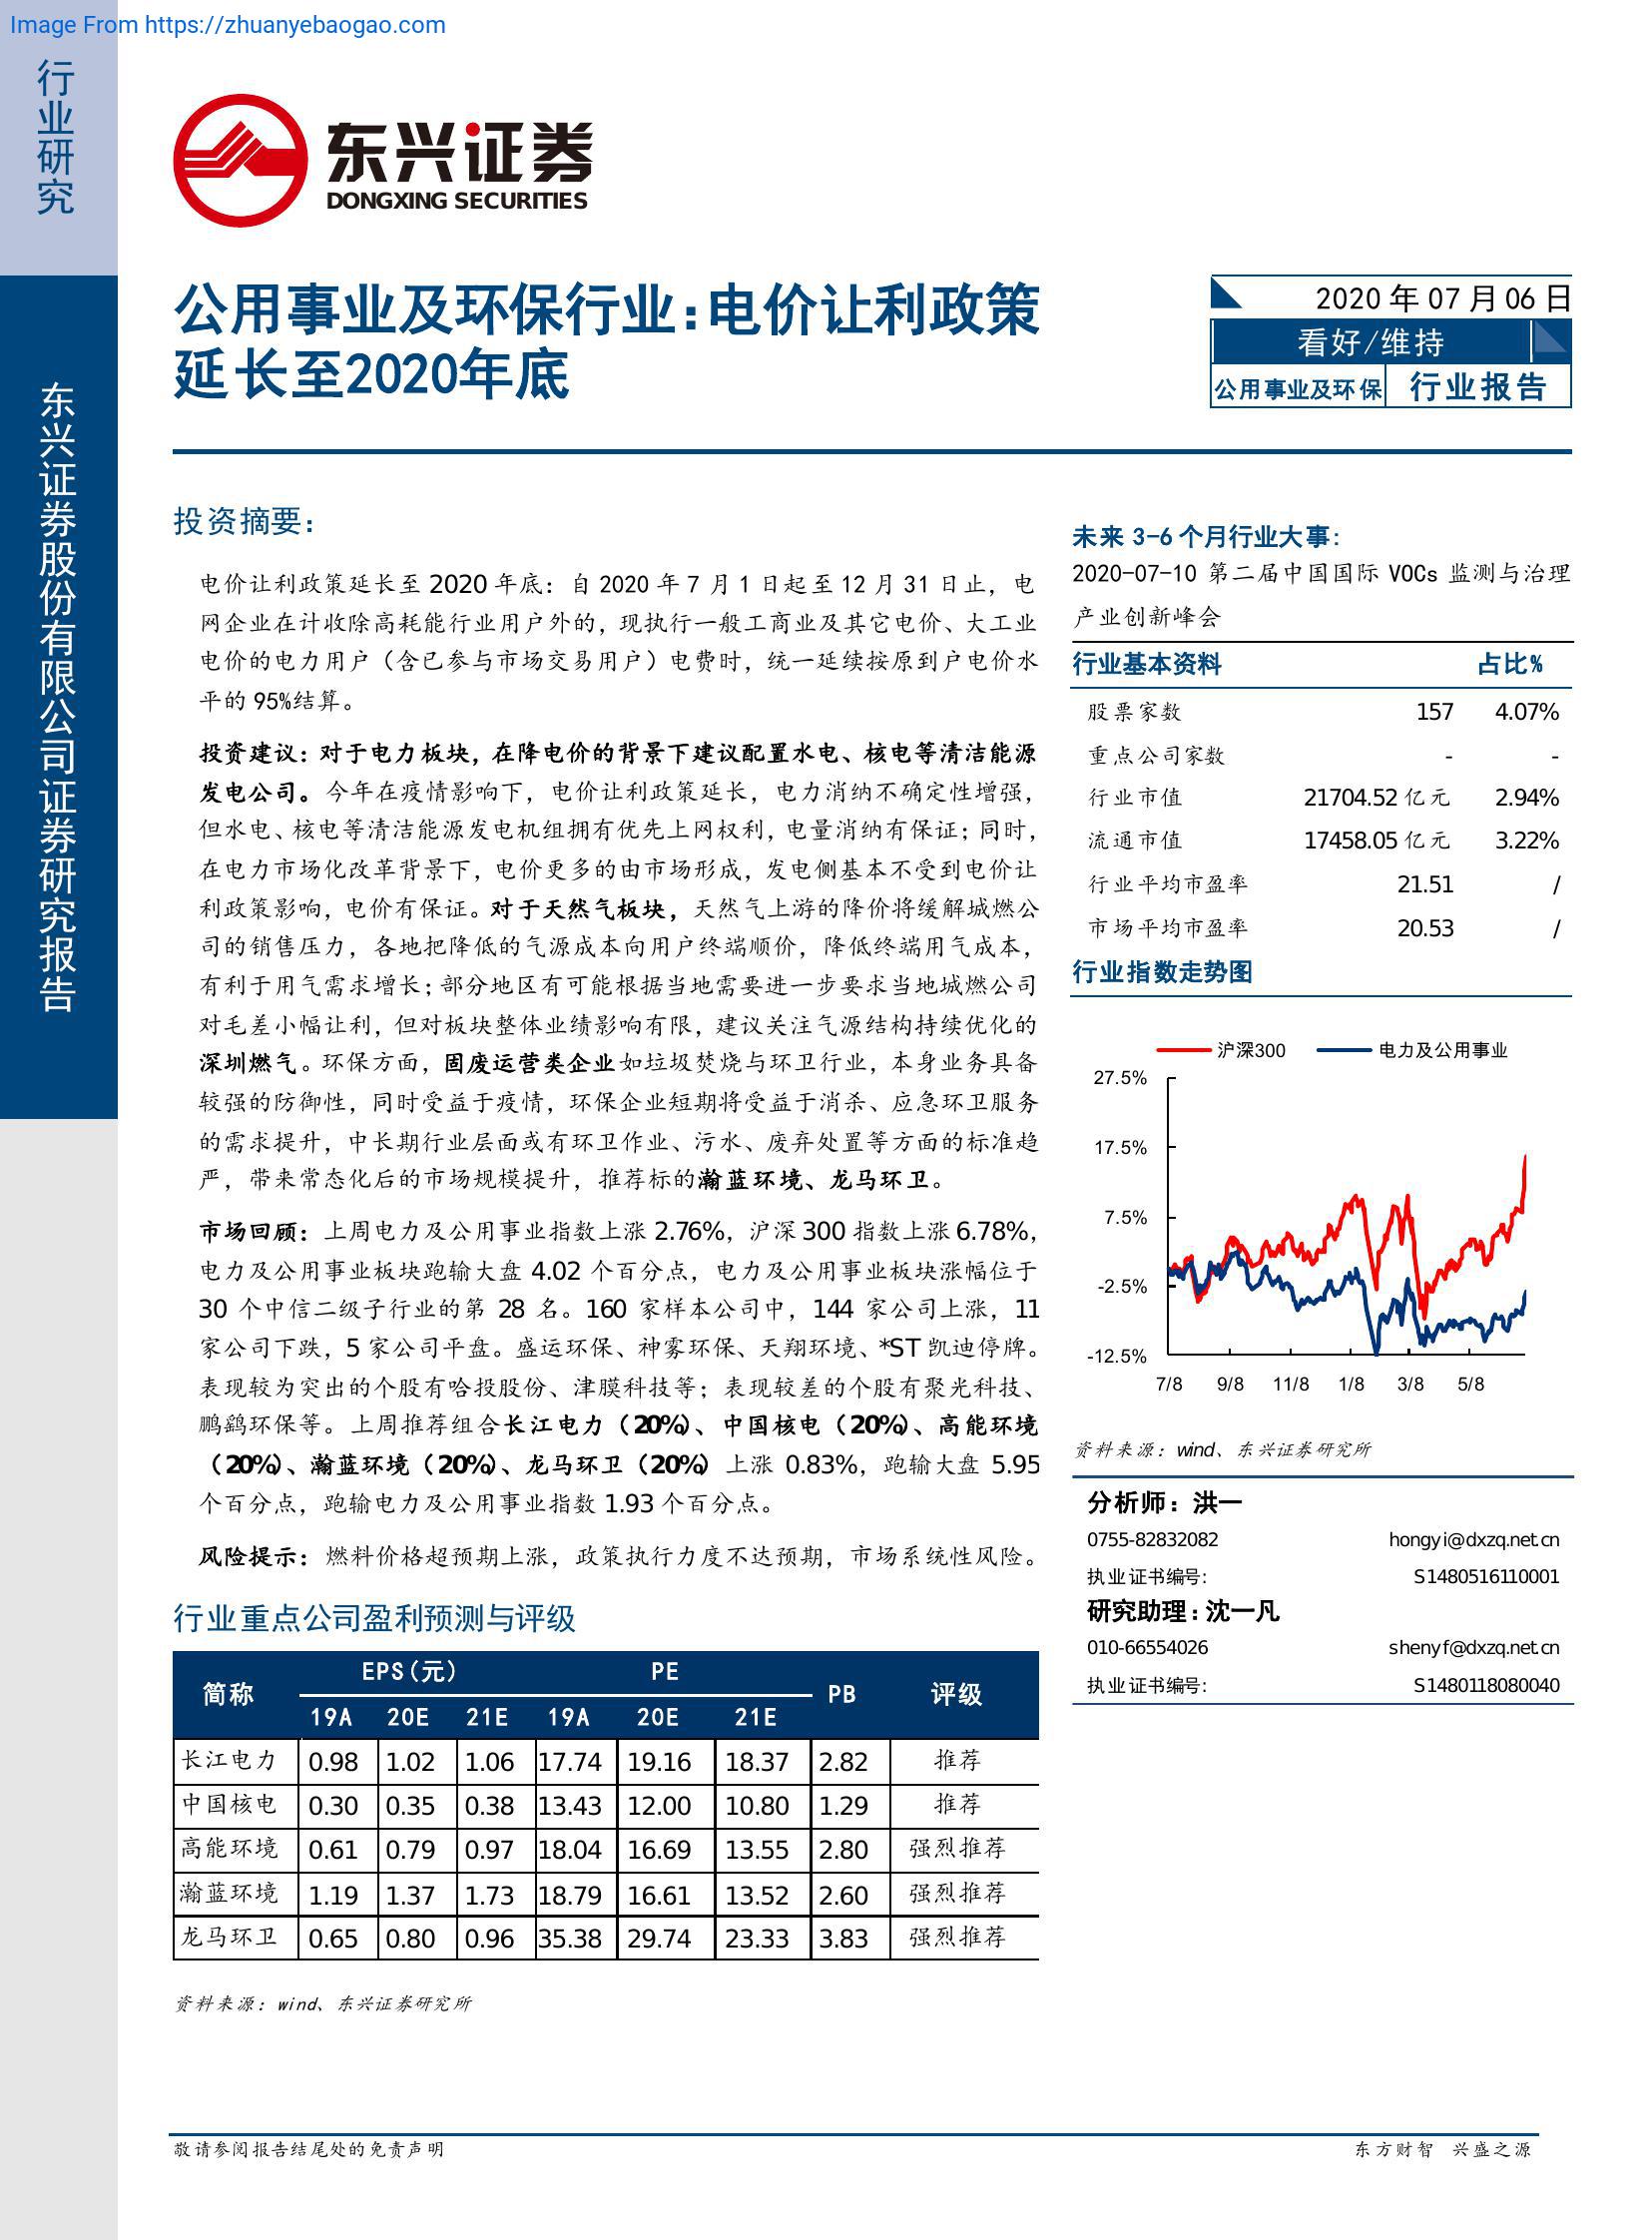 Image From https://zhuanyebaogao.com
行业研究
东兴证券股份有限公司证券研究报告
东兴证券
DONGXING SECURITIES
公用事业及环保行业：电价让利政策
延长至2020年底
2020 年 07 月 06 日
看好/维持
公用事业及环保 行业报告
投资摘要：
电价让利政策延长至 2020 年底：自 2020 年 7 月 1 日起至 12 月 31 日止，电
网企业在计收除高耗能行业用户外的，现执行一般工商业及其它电价、大工业
电价的电力用户（含已参与市场交易用户）电费时，统一延续按原到户电价水
平的 95%结算。
投资建议：对于电力板块，在降电价的背景下建议配置水电、核电等清洁能源
发电公司。今年在疫情影响下，电价让利政策延长，电力消纳不确定性增强，
但水电、核电等清洁能源发电机组拥有优先上网权利，电量消纳有保证；同时，
在电力市场化改革背景下，电价更多的由市场形成，发电侧基本不受到电价让
利政策影响，电价有保证。对于天然气板块，天然气上游的降价将缓解城燃公
司的销售压力，各地把降低的气源成本向用户终端顺价，降低终端用气成本，
有利于用气需求增长；部分地区有可能根据当地需要进一步要求当地城燃公司
对毛差小幅让利，但对板块整体业绩影响有限，建议关注气源结构持续优化的
深圳燃气。环保方面，固废运营类企业如垃圾焚烧与环卫行业，本身业务具备
较强的防御性，同时受益于疫情，环保企业短期将受益于消杀、应急环卫服务
的需求提升，中长期行业层面或有环卫作业、污水、废弃处置等方面的标准趋
严，带来常态化后的市场规模提升，推荐标的瀚蓝环境、龙马环卫。
市场回顾：上周电力及公用事业指数上涨 2.76%，沪深 300 指数上涨 6.78%，
电力及公用事业板块跑输大盘 4.02 个百分点，电力及公用事业板块涨幅位于
30 个中信二级子行业的第 28 名。160 家样本公司中，144 家公司上涨，11
家公司下跌，5 家公司平盘。盛运环保、神雾环保、天翔环境、*ST 凯迪停牌。
表现较为突出的个股有哈投股份、津膜科技等；表现较差的个股有聚光科技、
鹏鹞环保等。上周推荐组合长江电力（20%）、中国核电（20%）、高能环境
（20%）、瀚蓝环境（20%）、龙马环卫（20%）上涨 0.83%，跑输大盘 5.95
个百分点，跑输电力及公用事业指数 1.93 个百分点。
风险提示：燃料价格超预期上涨，政策执行力度不达预期，市场系统性风险。
行业重点公司盈利预测与评级
简称 EPS(元) PE PB 评级
19A 20E 21E 19A 20E 21E
长江电力 0.98 1.02 1.06 17.74 19.16 18.37 2.82 推荐
中国核电 0.30 0.35 0.38 13.43 12.00 10.80 1.29 推荐
高能环境 0.61 0.79 0.97 18.04 16.69 13.55 2.80 强烈推荐
瀚蓝环境 1.19 1.37 1.73 18.79 16.61 13.52 2.60 强烈推荐
龙马环卫 0.65 0.80 0.96 35.38 29.74 23.33 3.83 强烈推荐
资料来源：wind、东兴证券研究所
未来 3-6 个月行业大事：
2020-07-10 第二届中国国际 VOCs 监测与治理
产业创新峰会
行业基本资料 占比%
股票家数 157 4.07%
重点公司家数 - -
行业市值 21704.52 亿元 2.94%
流通市值 17458.05 亿元 3.22%
行业平均市盈率 21.51 /
市场平均市盈率 20.53 /
行业指数走势图
沪深300 电力及公用事业
27.5%
17.5%
7.5%
-2.5%
-12.5%
7/8 9/8 11/8 1/8 3/8 5/8
资料来源：wind、东兴证券研究所
分析师：洪一
0755-82832082 hongyi@dxzq.net.cn
执业证书编号: S1480516110001
研究助理：沈一凡
010-66554026 shenyf@dxzq.net.cn
执业证书编号: S1480118080040
敬请参阅报告结尾处的免责声明
东方财智 兴盛之源